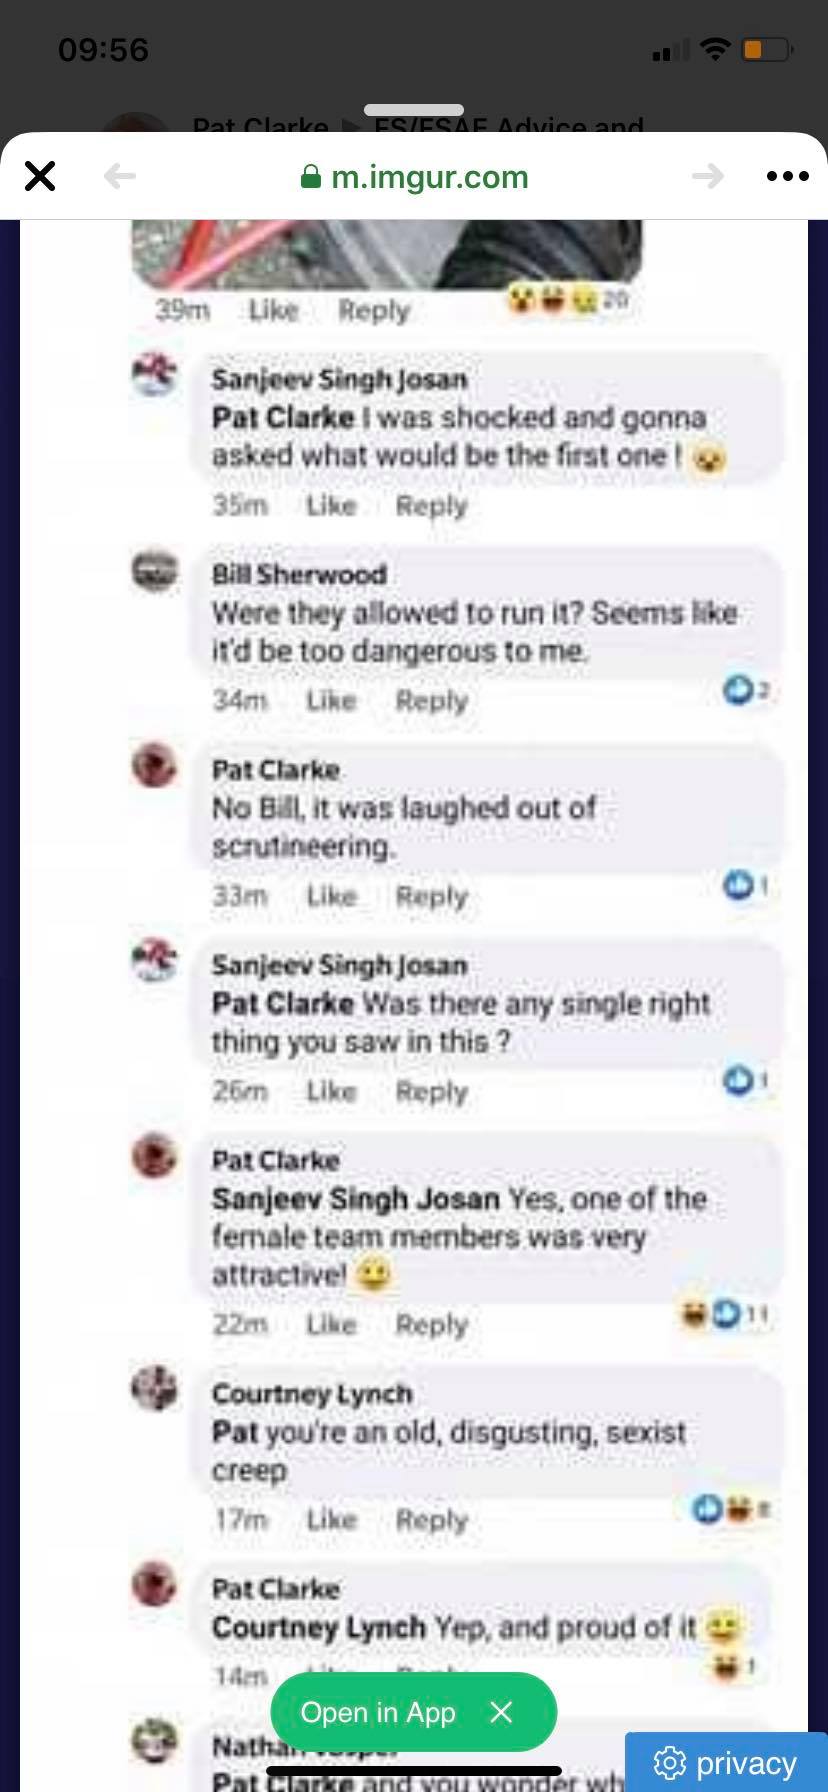 09:56
Pat Clarke ▶ FS/FSAE Advice and
m.imgur.com
39m Like Reply 20
Sanjeev Singh Josan
Pat Clarke I was shocked and gonna
asked what would be the first one !
35m Like Reply
Bill Sherwood
Were they allowed to run it? Seems like
it'd be too dangerous to me.
34m Like Reply 2
Pat Clarke
No Bill, it was laughed out of
scrutineering.
33m Like Reply 1
Sanjeev Singh Josan
Pat Clarke Was there any single right
thing you saw in this ?
26m Like Reply 1
Pat Clarke
Sanjeev Singh Josan Yes, one of the
female team members was very
attractive!
22m Like Reply 11
Courtney Lynch
Pat you're an old, disgusting, sexist
creep
17m Like Reply 8
Pat Clarke
Courtney Lynch Yep, and proud of it
14m Like Reply 1
Open in App
Nathan
privacy
Pat Clarke and you wonder